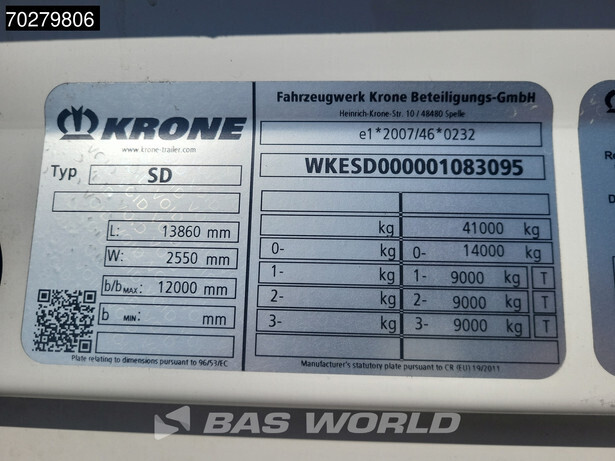 70279806
KRONE
www.krone-trailer.com
Typ SD
L: 13860 mm
W: 2550 mm
b/b MAX: 12000 mm
b MIN: mm
Plate relating to dimensions pursuant to 96/53/EC
Fahrzeugwerk Krone Beteiligungs-GmbH
Heinrich-Krone-Str. 10 / 48480 Spelle
e1*2007/46*0232
WKESD000001083095
kg 41000 kg
0- kg 0- 14000 kg
1- kg 1- 9000 kg T
2- kg 2- 9000 kg T
3- kg 3- 9000 kg T
Manufacturer's statutory plate pursuant to CR (EU) 19/2011
BAS WORLD